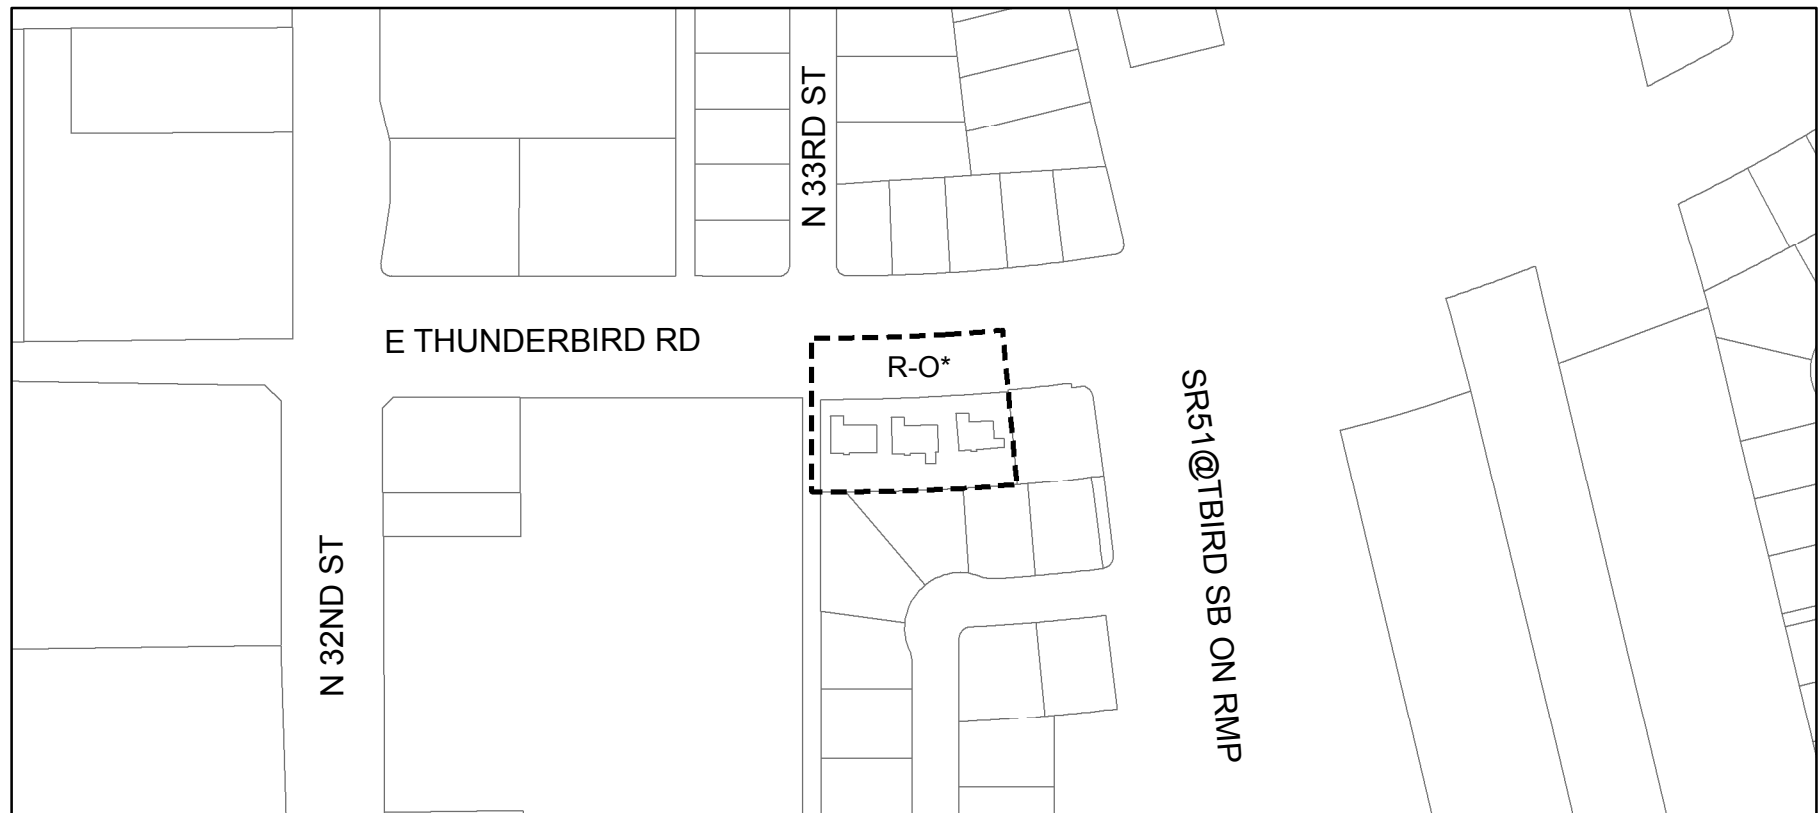 N 33RD ST
E THUNDERBIRD RD
R-O*
SR51@TBIRD SB ON RMP
N 32ND ST